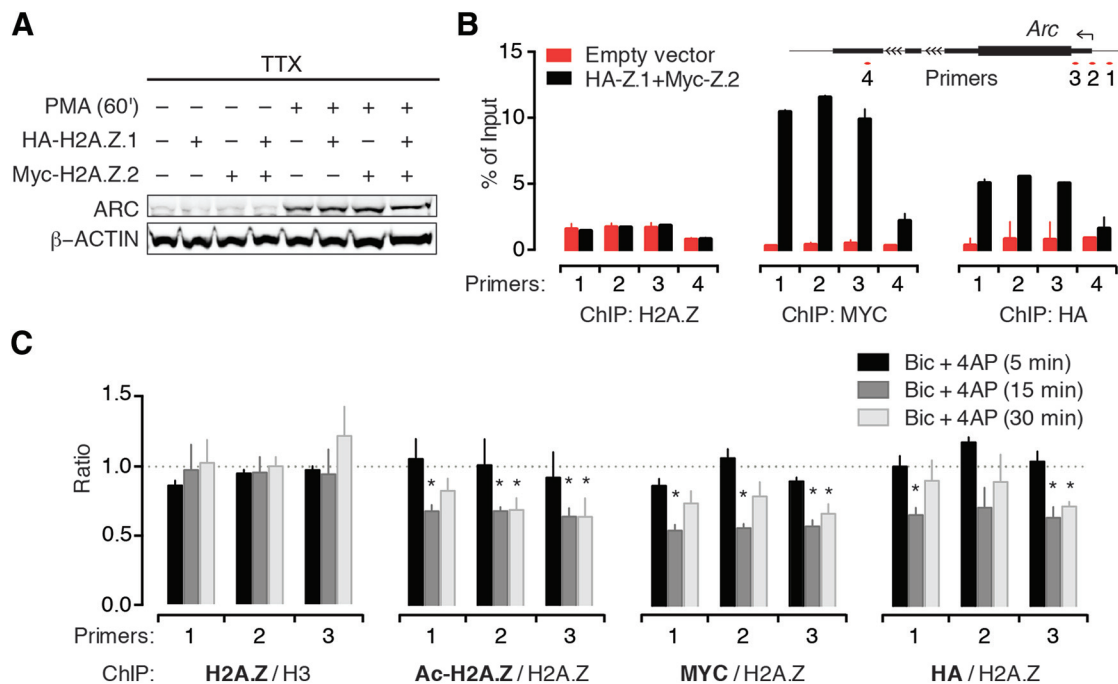 A
TTX
PMA (60') − − − − + + + +
HA-H2A.Z.1 − + − + − + − +
Myc-H2A.Z.2 − − + + − − + +
ARC
β−ACTIN
B
Empty vector
HA-Z.1+Myc-Z.2
Arc
4 Primers 3 2 1
% of Input
15
10
5
0
Primers: 1 2 3 4 1 2 3 4 1 2 3 4
ChIP: H2A.Z ChIP: MYC ChIP: HA
C
Bic + 4AP (5 min)
Bic + 4AP (15 min)
Bic + 4AP (30 min)
Ratio
1.5
1.0
0.5
0.0
* * * * * * * * * * * *
Primers: 1 2 3 1 2 3 1 2 3 1 2 3
ChIP: H2A.Z / H3 Ac-H2A.Z / H2A.Z MYC / H2A.Z HA / H2A.Z